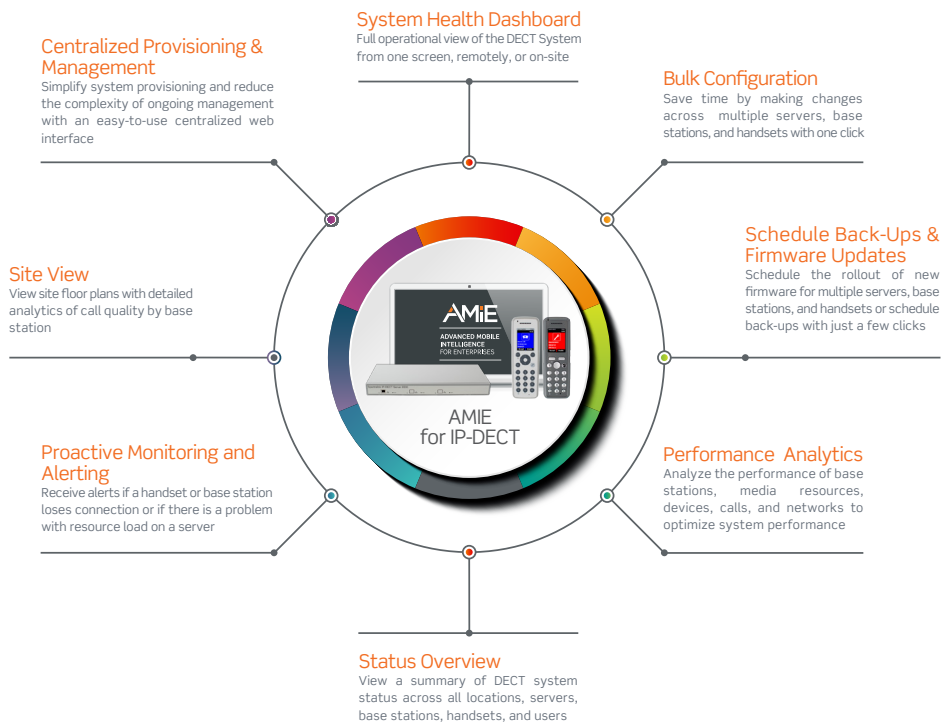 System Health Dashboard
Full operational view of the DECT System
from one screen, remotely, or on-site
Centralized Provisioning &
Management
Simplify system provisioning and reduce
the complexity of ongoing management
with an easy-to-use centralized web
interface
Bulk Configuration
Save time by making changes
across multiple servers, base
stations, and handsets with one click
Schedule Back-Ups &
Firmware Updates
Schedule the rollout of new
firmware for multiple servers, base
stations, and handsets or schedule
back-ups with just a few clicks
Site View
View site floor plans with detailed
analytics of call quality by base
station
AMiE
ADVANCED MOBILE
INTELLIGENCE
FOR ENTERPRISES
AMIE
for IP-DECT
Proactive Monitoring and
Alerting
Receive alerts if a handset or base station
loses connection or if there is a problem
with resource load on a server
Performance Analytics
Analyze the performance of base
stations, media resources,
devices, calls, and networks to
optimize system performance
Status Overview
View a summary of DECT system
status across all locations, servers,
base stations, handsets, and users